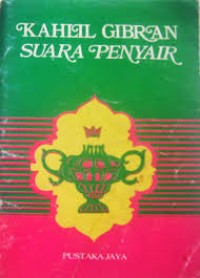 KAHLIL GIBRAN
SUARA PENYAIR
PUSTAKA JAYA